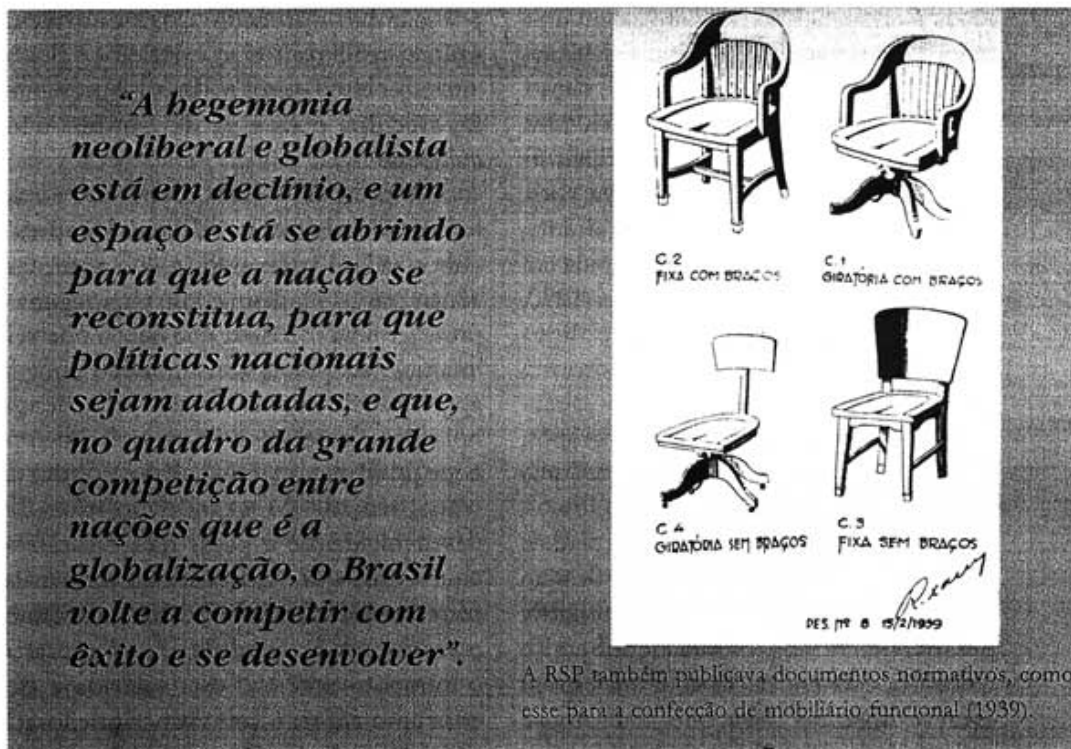 “A hegemonia
neoliberal e globalista
está em declínio, e um
espaço está se abrindo
para que a nação se
reconstitua, para que
políticas nacionais
sejam adotadas, e que,
no quadro da grande
competição entre
nações que é a
globalização, o Brasil
volte a competir com
êxito e se desenvolver”.
C.2
FIXA COM BRAÇOS
C.1
GIRATÓRIA COM BRAÇOS
C 4
GIRATÓRIA SEM BRAÇOS
C.3
FIXA SEM BRAÇOS
DES. Nº 8 15/2/1939
A RSP também publicava documentos normativos, como
esse para a confecção de mobiliário funcional (1939).